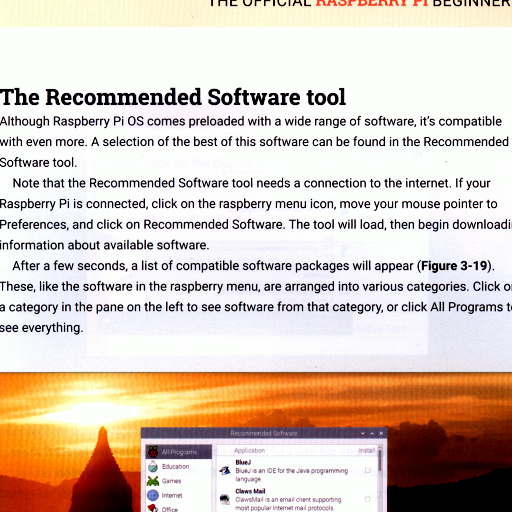 THE OFFICIAL RASPBERRY PI BEGINNER
The Recommended Software tool
Although Raspberry Pi OS comes preloaded with a wide range of software, it's compatible
with even more. A selection of the best of this software can be found in the Recommended
Software tool.
Note that the Recommended Software tool needs a connection to the internet. If your
Raspberry Pi is connected, click on the raspberry menu icon, move your mouse pointer to
Preferences, and click on Recommended Software. The tool will load, then begin downloadi
information about available software.
After a few seconds, a list of compatible software packages will appear (Figure 3-19).
These, like the software in the raspberry menu, are arranged into various categories. Click o
a category in the pane on the left to see software from that category, or click All Programs t
see everything.
Recommended Software
All Programs
Application Install
Education
BlueJ
BlueJ is an IDE for the Java programming
language
Games
Internet
Claws Mail
ClawsMail is an email client supporting
most popular Internet mail protocols.
Office